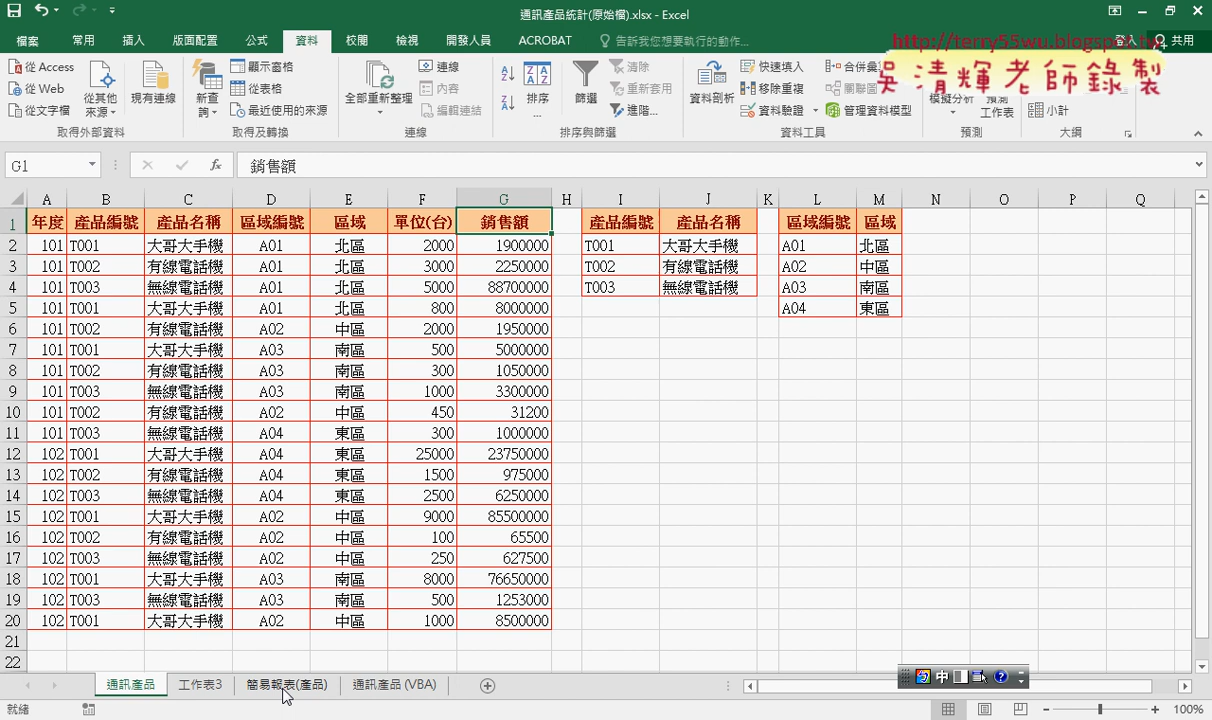 通訊產品統計(原始檔).xlsx - Excel
檔案 常用 插入 版面配置 公式 資料 校閱 檢視 開發人員 ACROBAT 告訴我您想要執行的動作... 登入 共用
http://terry55wu.blogspot.tw
吳清輝老師錄製
從 Access 從 Web 從文字檔 從其他來源 現有連線 新查詢 顯示窗格 從表格 最近使用的來源 全部重新整理 連線 內容 編輯連結 排序 篩選 清除 重新套用 進階... 資料剖析 快速填入 移除重複 資料驗證 合併彙算 關聯圖 管理資料模型 模擬分析 預測工作表 小計
取得外部資料 取得及轉換 連線 排序與篩選 資料工具 預測 大綱
G1 fx 銷售額
A B C D E F G H I J K L M N O P Q
1 年度 產品編號 產品名稱 區域編號 區域 單位(台) 銷售額 產品編號 產品名稱 區域編號 區域
2 101 T001 大哥大手機 A01 北區 2000 1900000 T001 大哥大手機 A01 北區
3 101 T002 有線電話機 A01 北區 3000 2250000 T002 有線電話機 A02 中區
4 101 T003 無線電話機 A01 北區 5000 88700000 T003 無線電話機 A03 南區
5 101 T001 大哥大手機 A01 北區 800 8000000 A04 東區
6 101 T002 有線電話機 A02 中區 2000 1950000
7 101 T001 大哥大手機 A03 南區 500 5000000
8 101 T002 有線電話機 A03 南區 300 1050000
9 101 T003 無線電話機 A03 南區 1000 3300000
10 101 T002 有線電話機 A02 中區 450 31200
11 101 T003 無線電話機 A04 東區 300 1000000
12 102 T001 大哥大手機 A04 東區 25000 23750000
13 102 T002 有線電話機 A04 東區 1500 975000
14 102 T003 無線電話機 A04 東區 2500 6250000
15 102 T001 大哥大手機 A02 中區 9000 85500000
16 102 T002 有線電話機 A02 中區 100 65500
17 102 T003 無線電話機 A02 中區 250 627500
18 102 T001 大哥大手機 A03 南區 8000 76650000
19 102 T003 無線電話機 A03 南區 500 1253000
20 102 T001 大哥大手機 A02 中區 1000 8500000
21
22
通訊產品 工作表3 簡易報表(產品) 通訊產品 (VBA)
中
就緒 100%